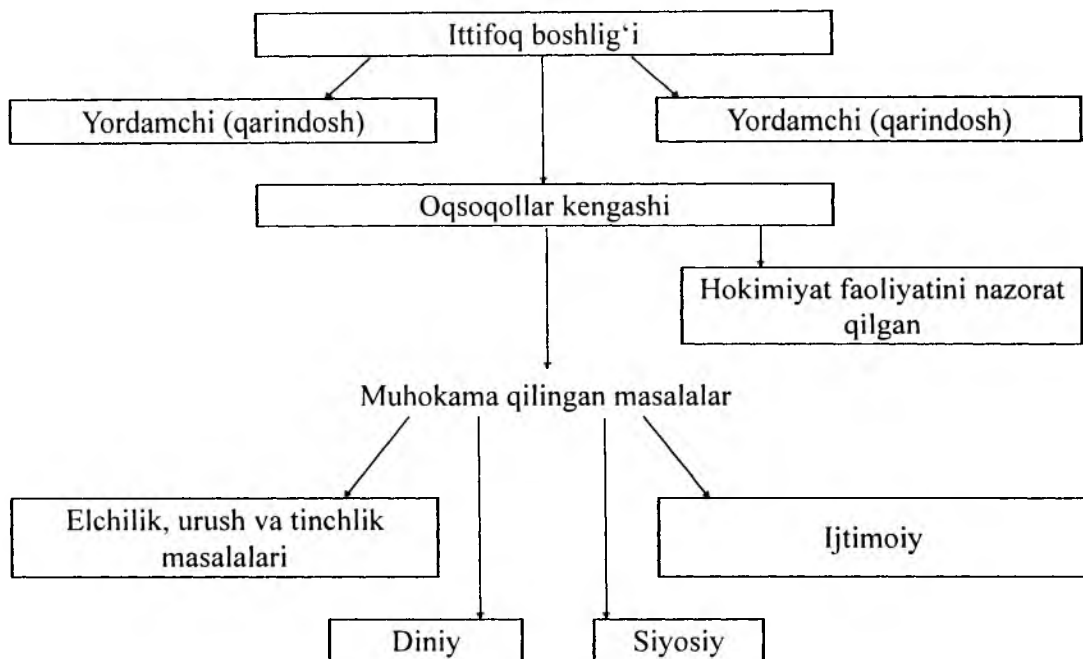 Ittifoq boshlig‘i
Yordamchi (qarindosh)
Yordamchi (qarindosh)
Oqsoqollar kengashi
Hokimiyat faoliyatini nazorat
qilgan
Muhokama qilingan masalalar
Elchilik, urush va tinchlik
masalalari
Ijtimoiy
Diniy
Siyosiy